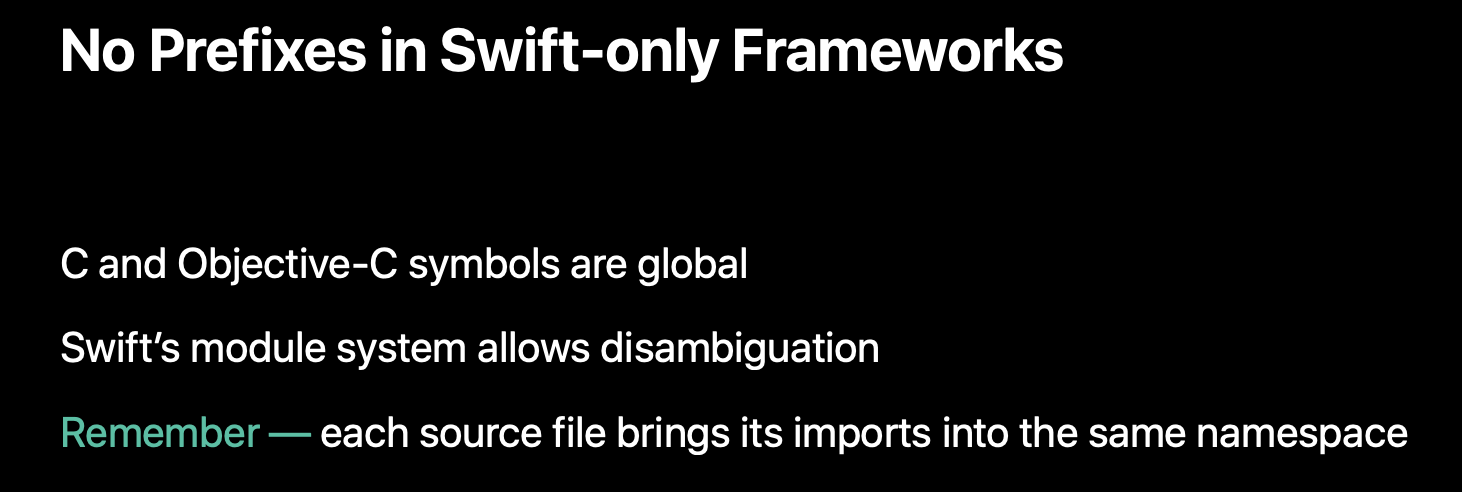 No Prefixes in Swift-only Frameworks
C and Objective-C symbols are global
Swift’s module system allows disambiguation
Remember — each source file brings its imports into the same namespace